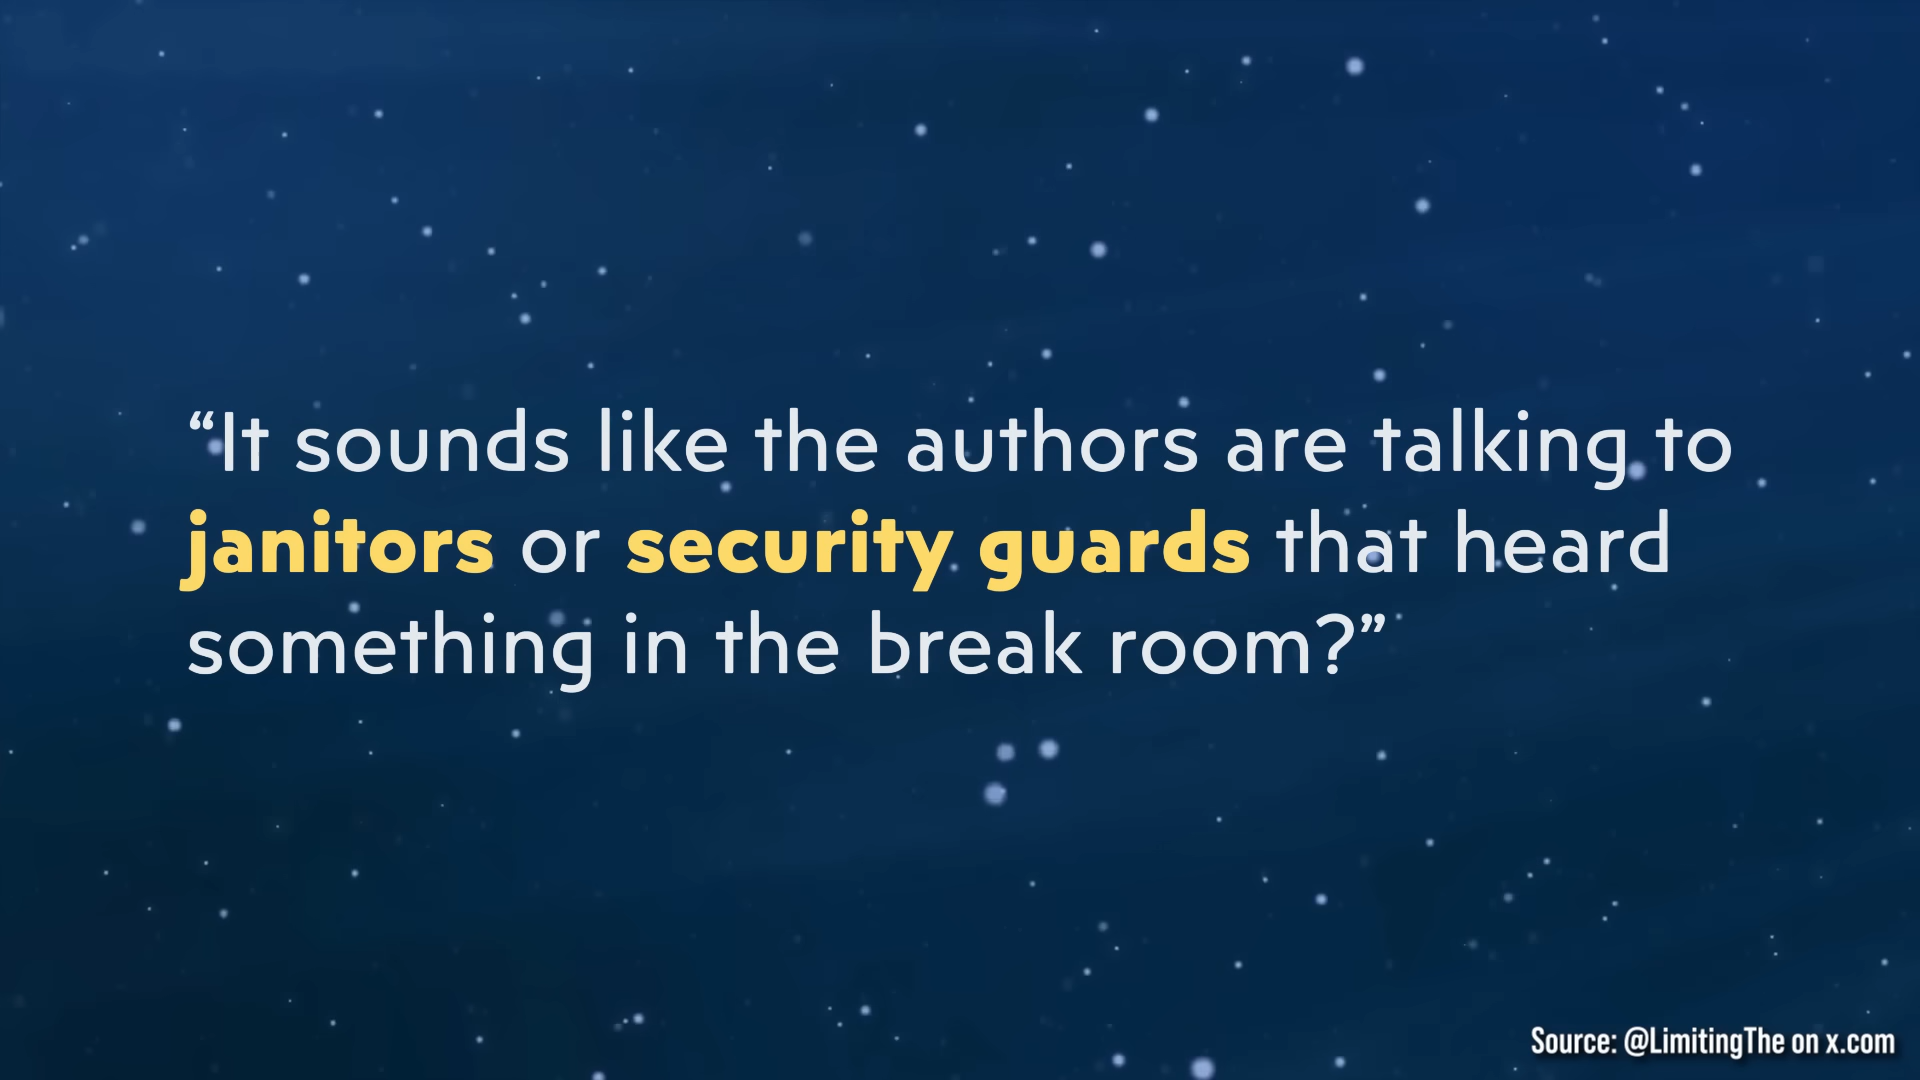 “It sounds like the authors are talking to
janitors or security guards that heard
something in the break room?”
Source: @LimitingThe on x.com